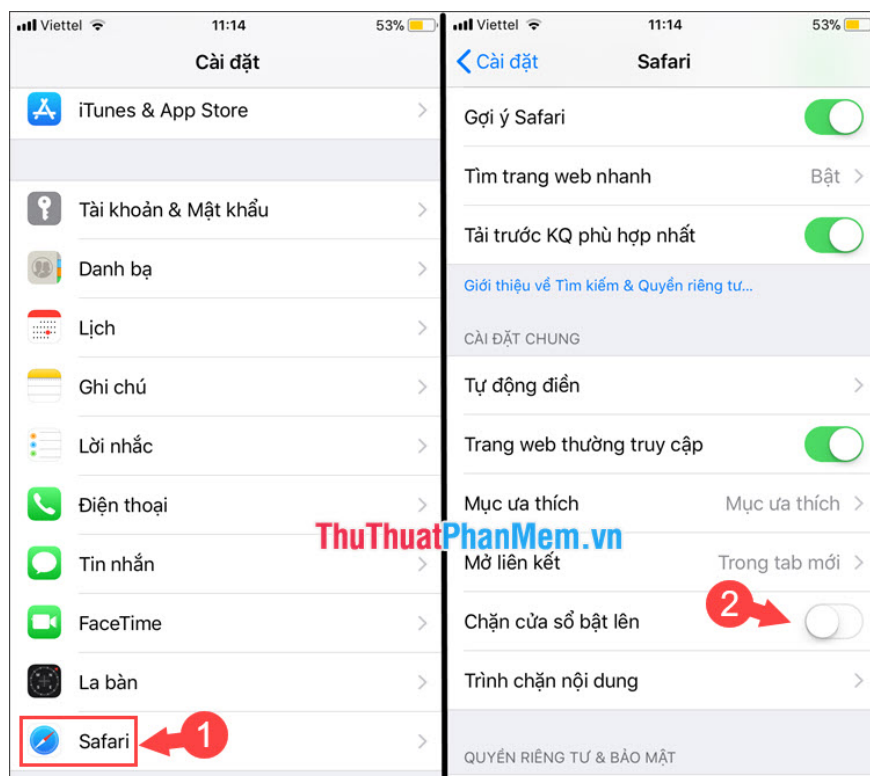 Viettel 11:14 53%
Cài đặt
iTunes & App Store
Tài khoản & Mật khẩu
Danh bạ
Lịch
Ghi chú
Lời nhắc
Điện thoại
Tin nhắn
FaceTime
La bàn
Safari
1
Viettel 11:14 53%
Cài đặt Safari
Gợi ý Safari
Tìm trang web nhanh Bật
Tải trước KQ phù hợp nhất
Giới thiệu về Tìm kiếm & Quyền riêng tư...
CÀI ĐẶT CHUNG
Tự động điền
Trang web thường truy cập
Mục ưa thích Mục ưa thích
ThuThuatPhanMem.vn
Mở liên kết Trong tab mới
Chặn cửa sổ bật lên
2
Trình chặn nội dung
QUYỀN RIÊNG TƯ & BẢO MẬT